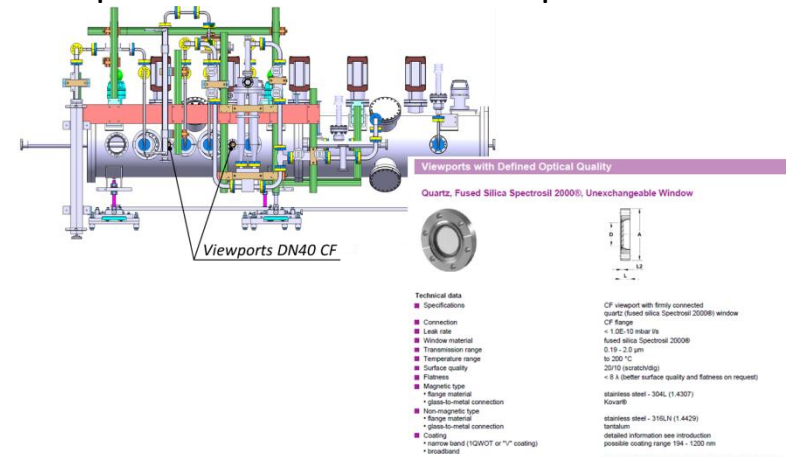 Viewports DN40 CF
Viewports with Defined Optical Quality
Quartz, Fused Silica Spectrosil 2000®, Unexchangeable Window
D
A
L2
L
Technical data
Specifications
CF viewport with firmly connected
quartz (fused silica Spectrosil 2000®) window
Connection
CF flange
Leak rate
< 1.0E-10 mbar l/s
Window material
fused silica Spectrosil 2000®
Transmission range
0.19 - 2.0 µm
Temperature range
to 200 °C
Surface quality
20/10 (scratch/dig)
Flatness
< 8 λ (better surface quality and flatness on request)
Magnetic type
• flange material
stainless steel - 304L (1.4307)
• glass-to-metal connection
Kovar®
Non-magnetic type
• flange material
stainless steel - 316LN (1.4429)
• glass-to-metal connection
tantalum
Coating
detailed information see introduction
• narrow band (1QWOT or "V" coating)
possible coating range 194 - 1200 nm
• broadband